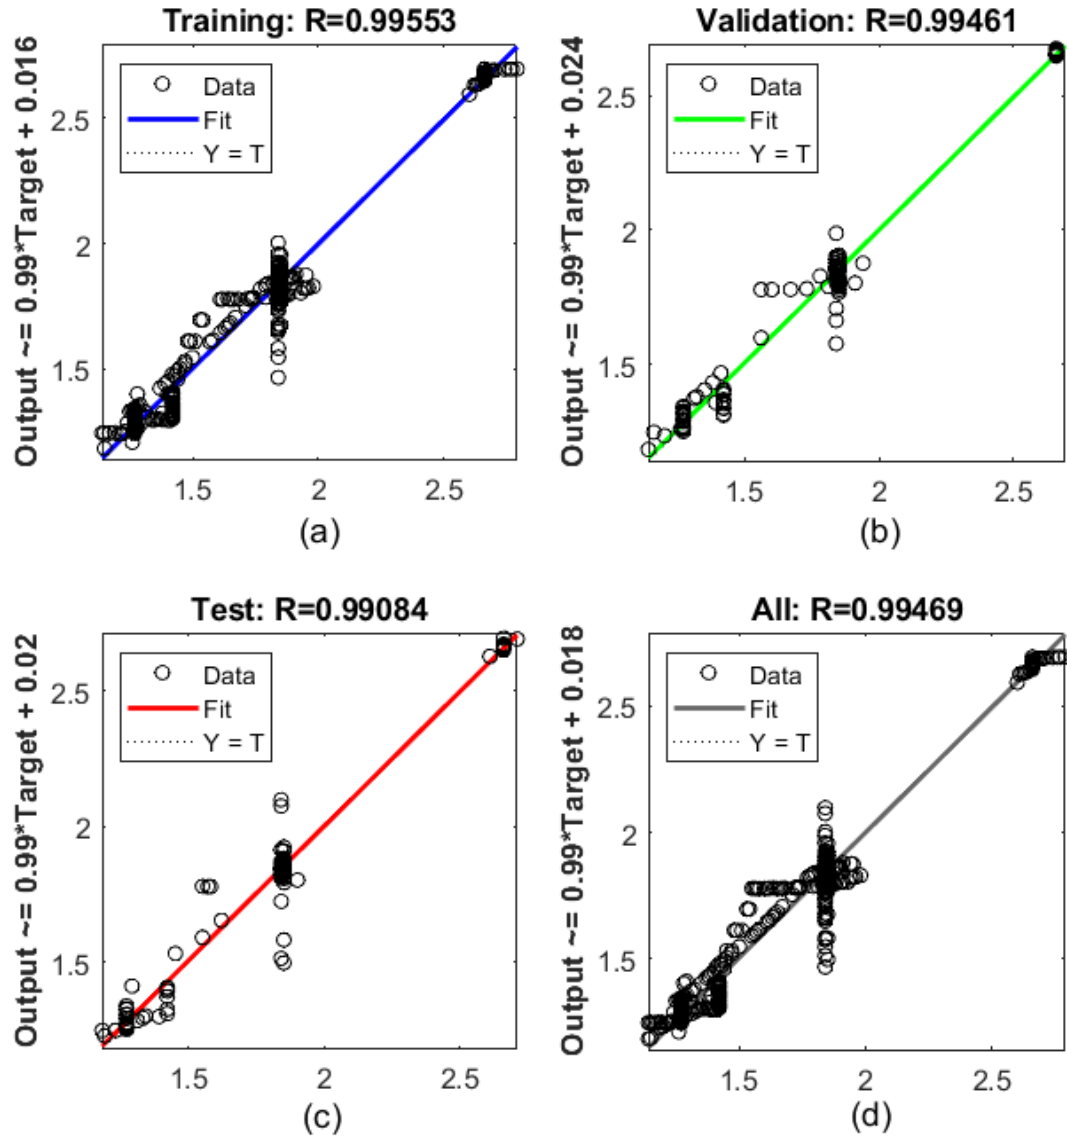 Training: R=0.99553
Output ~= 0.99*Target + 0.016
Data
Fit
Y = T
2.5
2
1.5
1.5
2
2.5
(a)
Validation: R=0.99461
Output ~= 0.99*Target + 0.024
Data
Fit
Y = T
2.5
2
1.5
1.5
2
2.5
(b)
Test: R=0.99084
Output ~= 0.99*Target + 0.02
Data
Fit
Y = T
2.5
2
1.5
1.5
2
2.5
(c)
All: R=0.99469
Output ~= 0.99*Target + 0.018
Data
Fit
Y = T
2.5
2
1.5
1.5
2
2.5
(d)